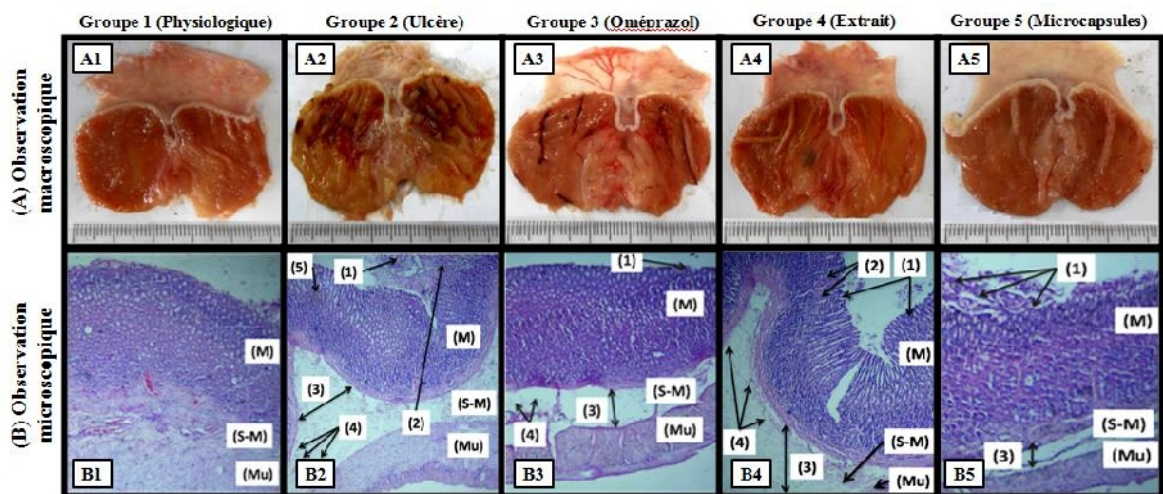 Groupe 1 (Physiologique) Groupe 2 (Ulcère) Groupe 3 (Oméprazol) Groupe 4 (Extrait) Groupe 5 (Microcapsules)
(A) Observation
macroscopique
A1 A2 A3 A4 A5
(B) Observation
microscopique
(M)
(S-M)
(Mu)
B1
(5) (1)
(M)
(3)
(S-M)
(4) (2)
(Mu)
B2
(1)
(M)
(S-M)
(4) (3)
(Mu)
B3
(2) (1)
(M)
(4)
(S-M)
(3)
(Mu)
B4
(1)
(M)
(S-M)
(3) (Mu)
B5